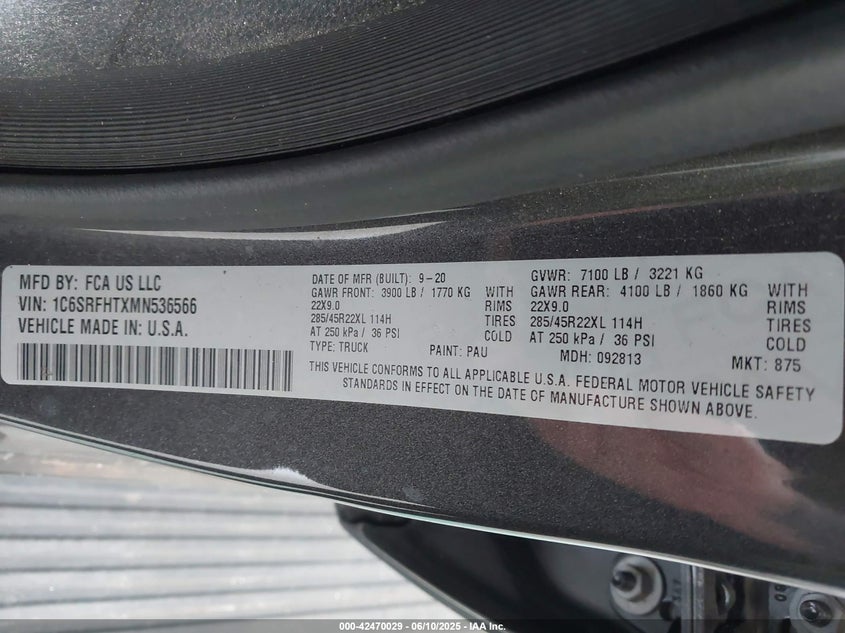 MFD BY: FCA US LLC
VIN: 1C6SRFHTXMN536566
VEHICLE MADE IN: U.S.A.
DATE OF MFR (BUILT): 9-20
GAWR FRONT: 3900 LB / 1770 KG WITH
22X9.0 RIMS
285/45R22XL 114H TIRES
AT 250 kPa / 36 PSI COLD
TYPE: TRUCK PAINT: PAU
GVWR: 7100 LB / 3221 KG
GAWR REAR: 4100 LB / 1860 KG WITH
22X9.0 RIMS
285/45R22XL 114H TIRES
AT 250 kPa / 36 PSI COLD
MDH: 092813 MKT: 875
THIS VEHICLE CONFORMS TO ALL APPLICABLE U.S.A. FEDERAL MOTOR VEHICLE SAFETY
STANDARDS IN EFFECT ON THE DATE OF MANUFACTURE SHOWN ABOVE.
000-42470029 - 06/10/2025 - IAA Inc.